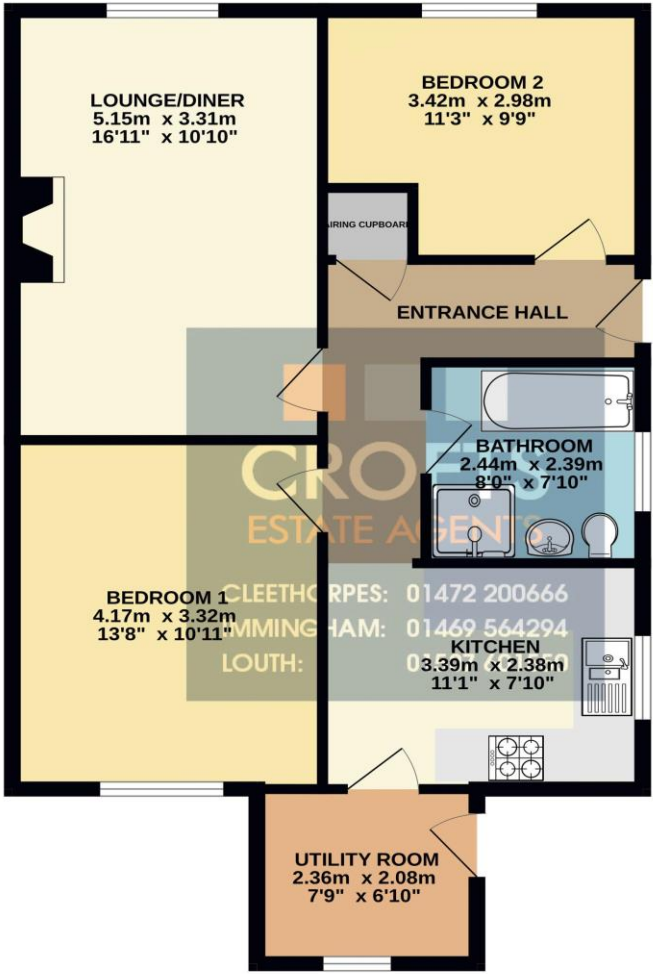 LOUNGE/DINER
5.15m x 3.31m
16'11" x 10'10"
BEDROOM 2
3.42m x 2.98m
11'3" x 9'9"
AIRING CUPBOARD
ENTRANCE HALL
BATHROOM
2.44m x 2.39m
8'0" x 7'10"
CROFTS
ESTATE AGENTS
BEDROOM 1
4.17m x 3.32m
13'8" x 10'11"
CLEETHORPES: 01472 200666
IMMINGHAM: 01469 564294
LOUTH:
KITCHEN
3.39m x 2.38m
11'1" x 7'10"
UTILITY ROOM
2.36m x 2.08m
7'9" x 6'10"